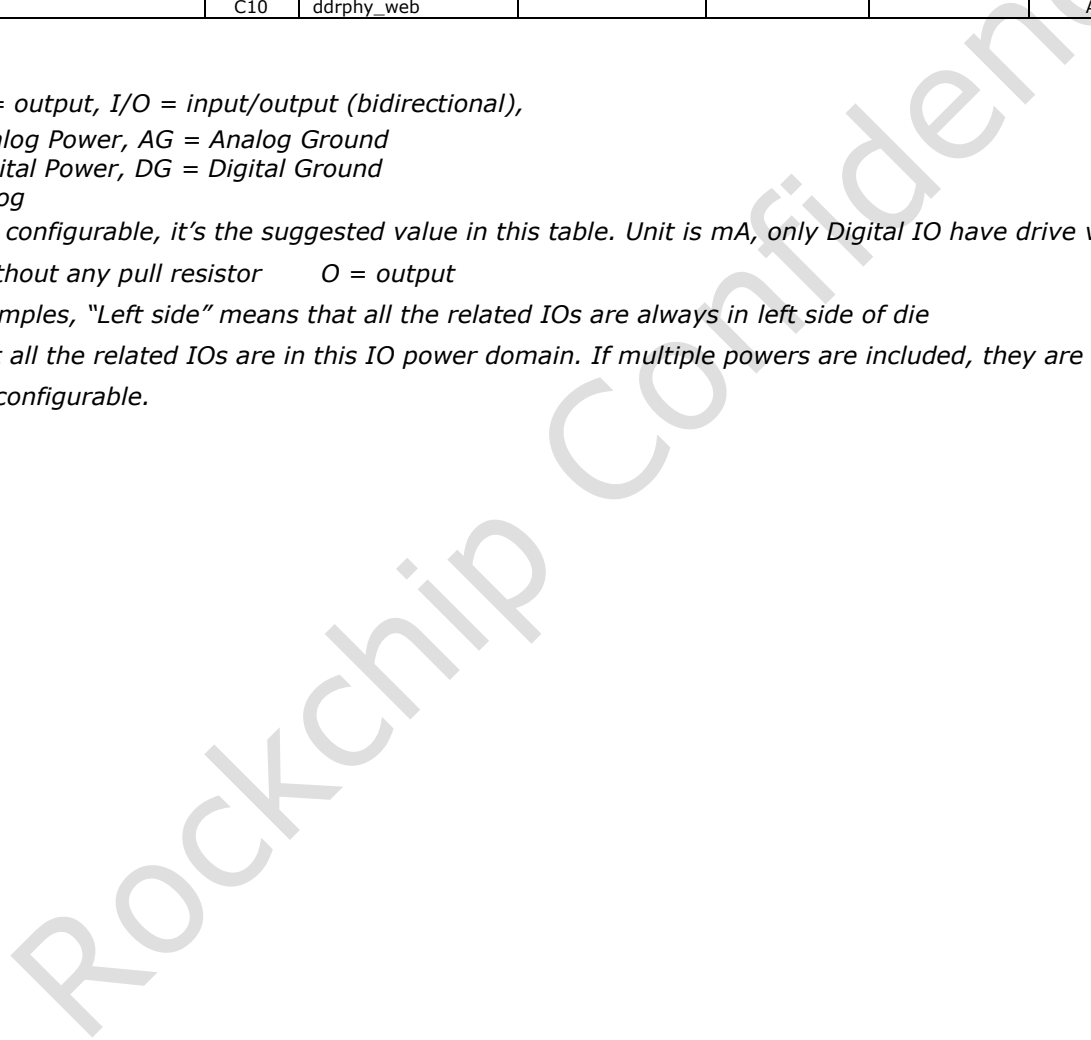 C10 ddrphy_web
= output, I/O = input/output (bidirectional),
log Power, AG = Analog Ground
ital Power, DG = Digital Ground
og
configurable, it's the suggested value in this table. Unit is mA, only Digital IO have drive v
thout any pull resistor O = output
mples, “Left side” means that all the related IOs are always in left side of die
t all the related IOs are in this IO power domain. If multiple powers are included, they are
configurable.
Rockchip Confidenc